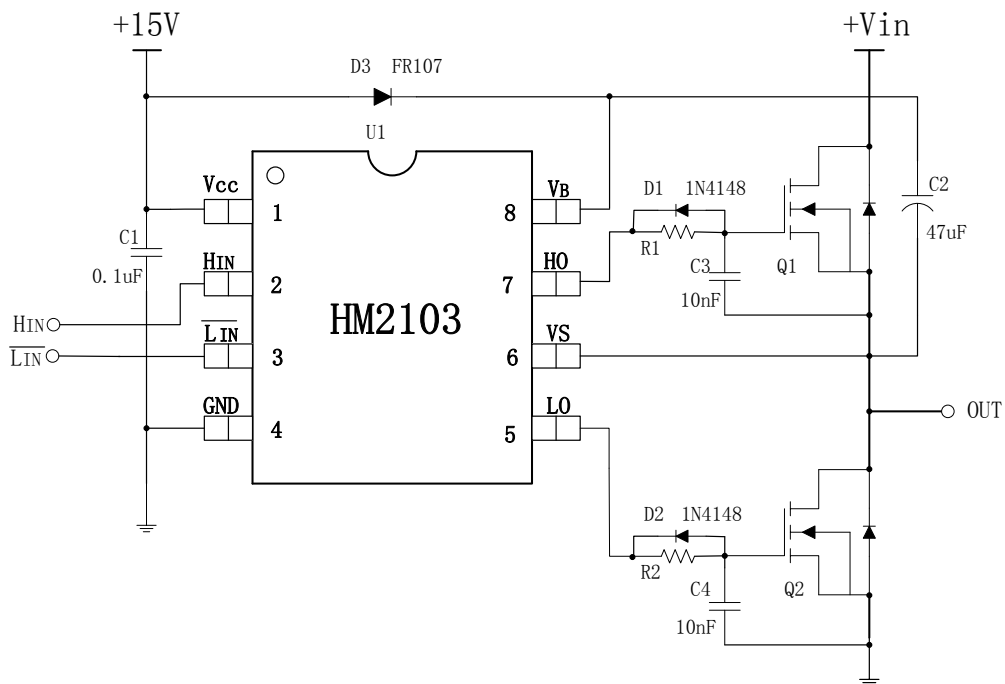 +15V
+Vin
D3 FR107
U1
Vcc
1
VB
8
D1 1N4148
C2
47uF
R1
C1
0.1uF
HIN
2
HO
7
C3
10nF
Q1
HM2103
HIN
L̅I̅N̅
L̅I̅N̅
3
VS
6
GND
4
LO
5
OUT
D2 1N4148
R2
C4
10nF
Q2